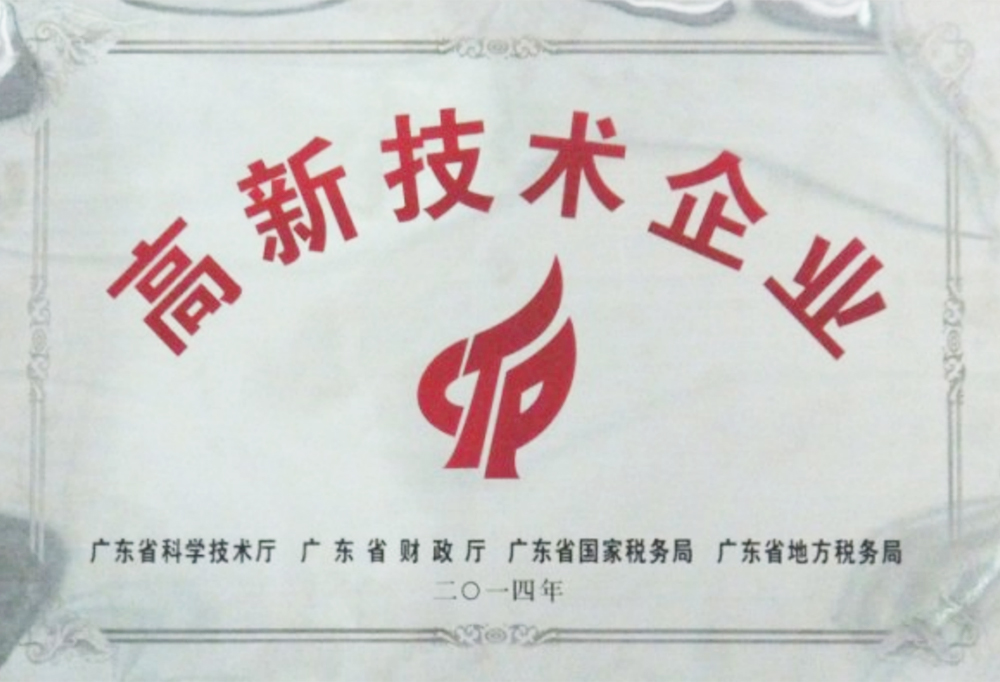 高新技术企业
广东省科学技术厅 广东省财政厅 广东省国家税务局 广东省地方税务局
二〇一四年